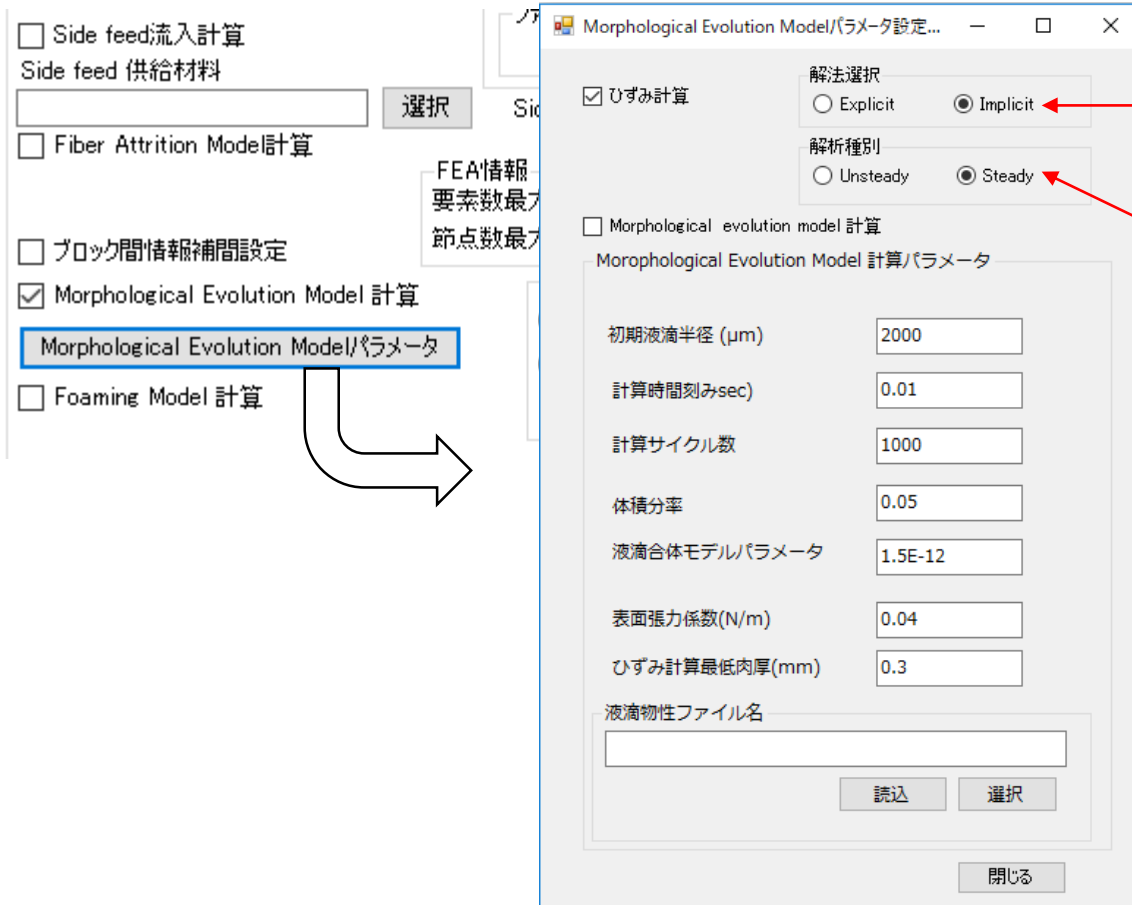 Side feed流入計算
Side feed 供給材料
選択
Fiber Attrition Model計算
FEA情報
要素数最
節点数最
ブロック間情報補間設定
Morphological Evolution Model 計算
Morphological Evolution Modelパラメータ
Foaming Model 計算
Morphological Evolution Modelパラメータ設定...
ひずみ計算
解法選択
Explicit
Implicit
解析種別
Unsteady
Steady
Morphological evolution model 計算
Morophological Evolution Model 計算パラメータ
初期液滴半径 (μm)
2000
計算時間刻みsec)
0.01
計算サイクル数
1000
体積分率
0.05
液滴合体モデルパラメータ
1.5E-12
表面張力係数(N/m)
0.04
ひずみ計算最低肉厚(mm)
0.3
液滴物性ファイル名
読込
選択
閉じる